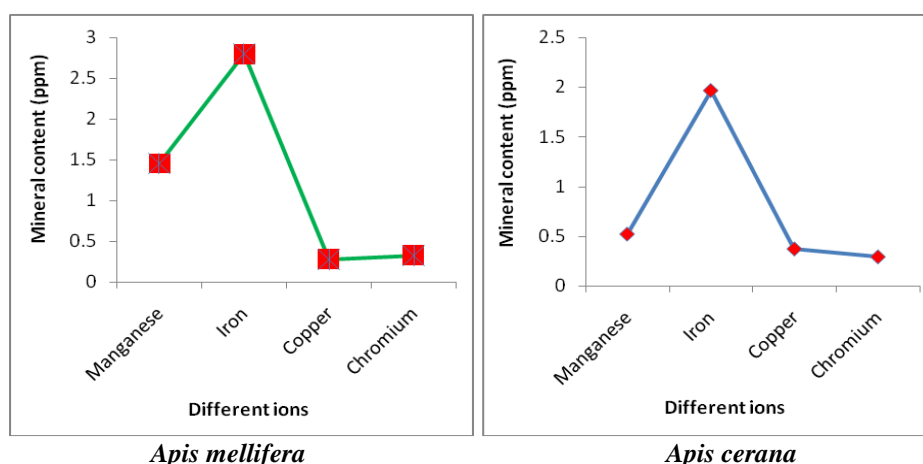 Mineral content (ppm)
3
2.5
2
1.5
1
0.5
0
Manganese
Iron
Copper
Chromium
Different ions
Apis mellifera
Mineral content (ppm)
2.5
2
1.5
1
0.5
0
Manganese
Iron
Copper
Chromium
Different ions
Apis cerana